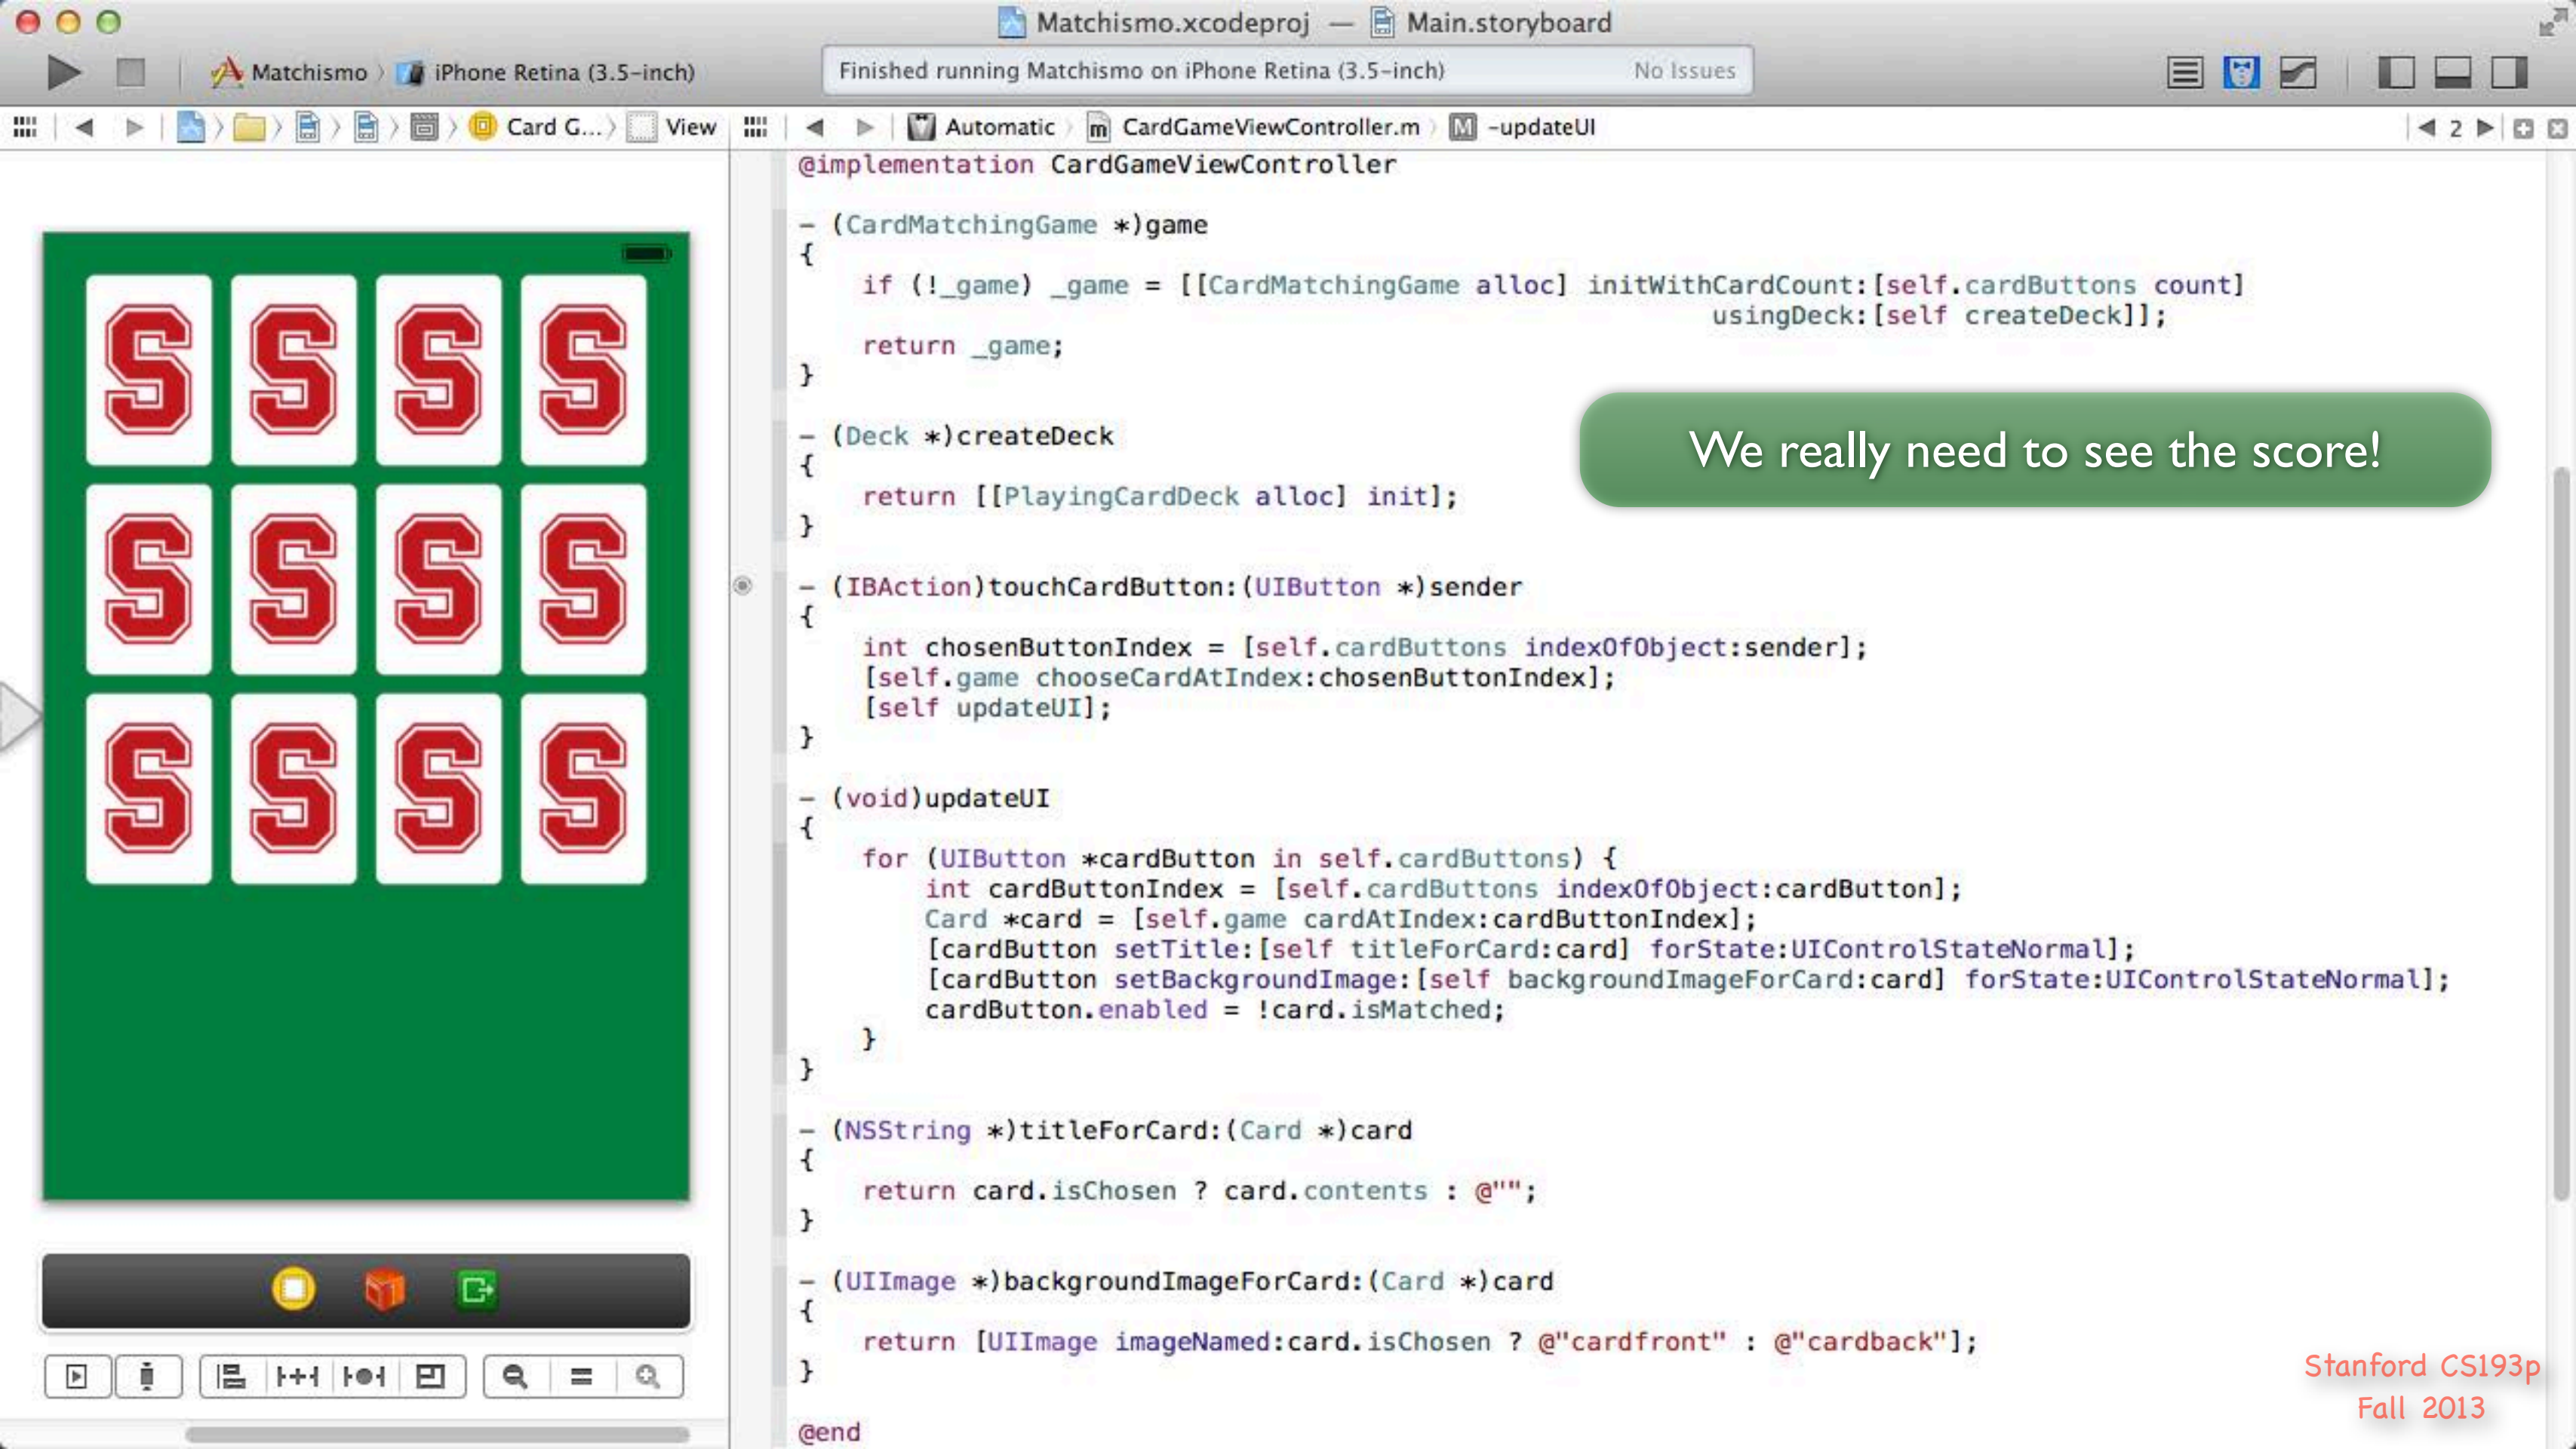 Matchismo.xcodeproj — Main.storyboard
Matchismo iPhone Retina (3.5-inch)
Finished running Matchismo on iPhone Retina (3.5-inch) No Issues
Card G... View
Automatic CardGameViewController.m -updateUI
2
@implementation CardGameViewController
- (CardMatchingGame *)game
{
if (!_game) _game = [[CardMatchingGame alloc] initWithCardCount:[self.cardButtons count]
usingDeck:[self createDeck]];
return _game;
}
- (Deck *)createDeck
{
return [[PlayingCardDeck alloc] init];
}
We really need to see the score!
- (IBAction)touchCardButton:(UIButton *)sender
{
int chosenButtonIndex = [self.cardButtons indexOfObject:sender];
[self.game chooseCardAtIndex:chosenButtonIndex];
[self updateUI];
}
- (void)updateUI
{
for (UIButton *cardButton in self.cardButtons) {
int cardButtonIndex = [self.cardButtons indexOfObject:cardButton];
Card *card = [self.game cardAtIndex:cardButtonIndex];
[cardButton setTitle:[self titleForCard:card] forState:UIControlStateNormal];
[cardButton setBackgroundImage:[self backgroundImageForCard:card] forState:UIControlStateNormal];
cardButton.enabled = !card.isMatched;
}
}
- (NSString *)titleForCard:(Card *)card
{
return card.isChosen ? card.contents : @"";
}
- (UIImage *)backgroundImageForCard:(Card *)card
{
return [UIImage imageNamed:card.isChosen ? @"cardfront" : @"cardback"];
}
@end
S S S S
S S S S
S S S S
Stanford CS193p
Fall 2013